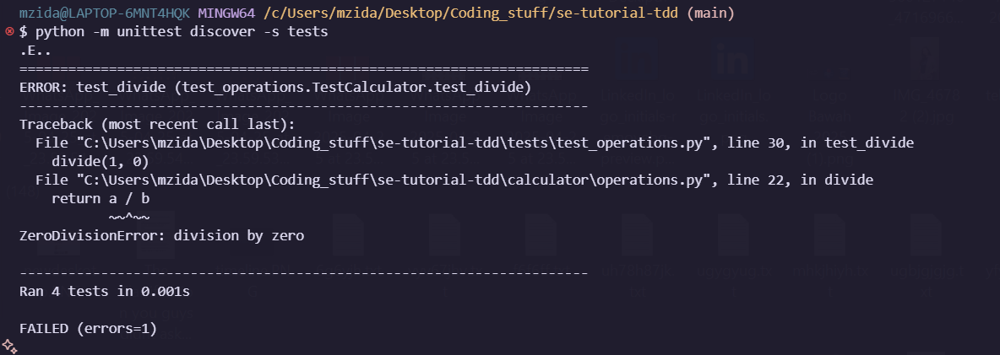 mzida@LAPTOP-6MNT4HQK MINGW64 /c/Users/mzida/Desktop/Coding_stuff/se-tutorial-tdd (main)
$ python -m unittest discover -s tests
.E..
======================================================================
ERROR: test_divide (test_operations.TestCalculator.test_divide)
----------------------------------------------------------------------
Traceback (most recent call last):
  File "C:\Users\mzida\Desktop\Coding_stuff\se-tutorial-tdd\tests\test_operations.py", line 30, in test_divide
    divide(1, 0)
  File "C:\Users\mzida\Desktop\Coding_stuff\se-tutorial-tdd\calculator\operations.py", line 22, in divide
    return a / b
           ~~^~~
ZeroDivisionError: division by zero

----------------------------------------------------------------------
Ran 4 tests in 0.001s

FAILED (errors=1)